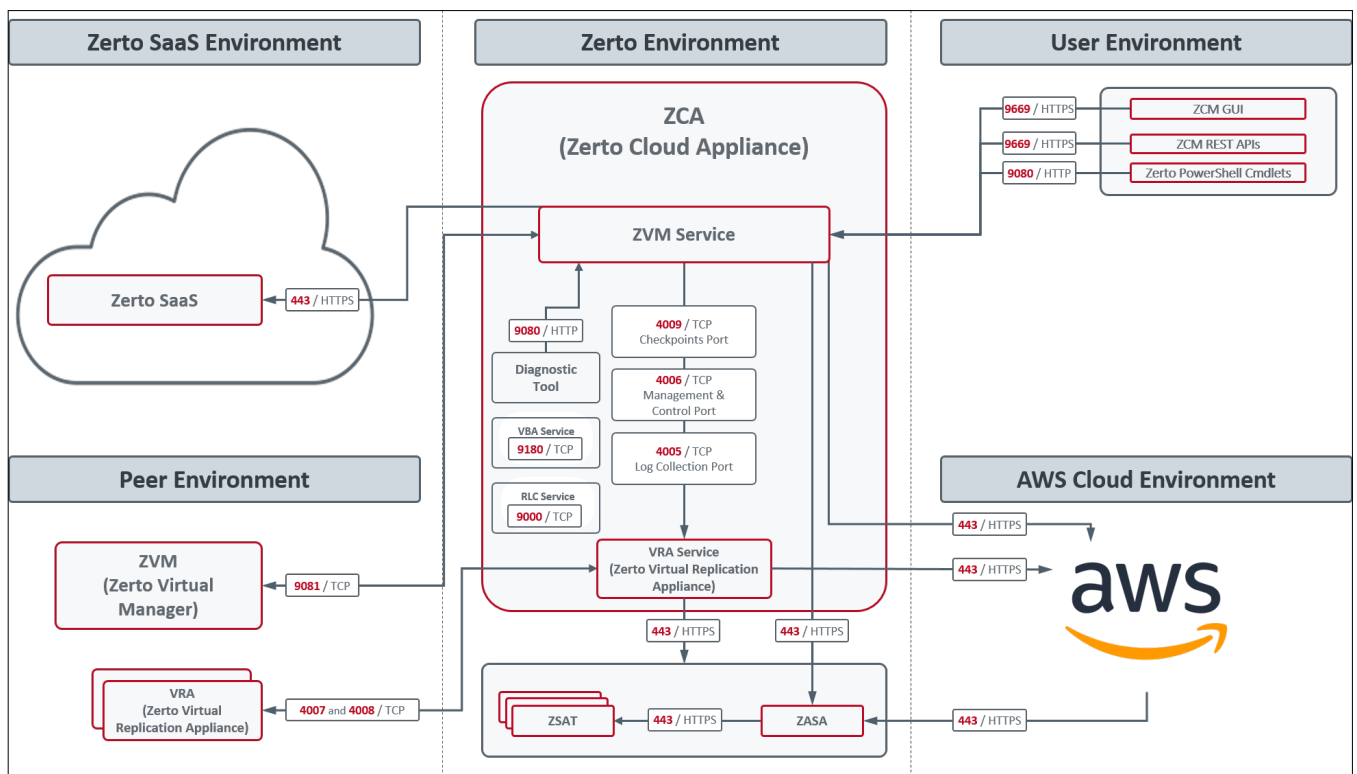 Zerto SaaS Environment
Zerto Environment
User Environment
ZCA
(Zerto Cloud Appliance)
9669 / HTTPS
ZCM GUI
9669 / HTTPS
ZCM REST APIs
9080 / HTTP
Zerto PowerShell Cmdlets
ZVM Service
Zerto SaaS
443 / HTTPS
9080 / HTTP
4009 / TCP
Checkpoints Port
Diagnostic
Tool
4006 / TCP
Management &
Control Port
VBA Service
9180 / TCP
4005 / TCP
Log Collection Port
RLC Service
9000 / TCP
Peer Environment
AWS Cloud Environment
443 / HTTPS
ZVM
(Zerto Virtual
Manager)
9081 / TCP
VRA Service
(Zerto Virtual Replication
Appliance)
443 / HTTPS
aws
443 / HTTPS
443 / HTTPS
VRA
(Zerto Virtual
Replication Appliance)
4007 and 4008 / TCP
ZSAT
443 / HTTPS
ZASA
443 / HTTPS